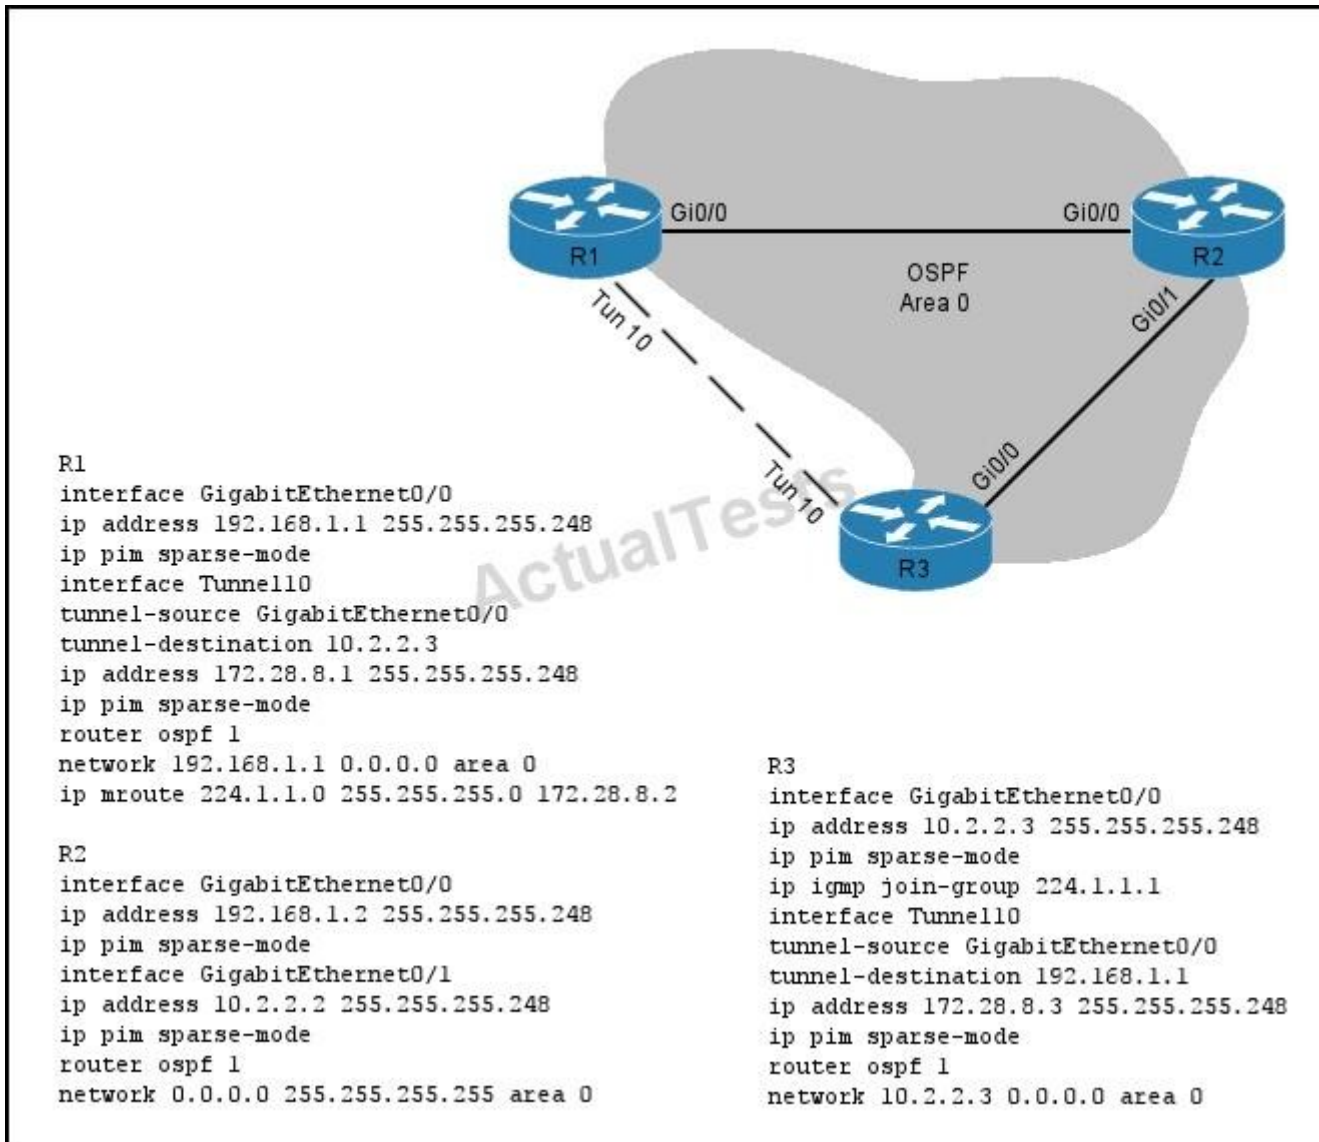 R1
Gi0/0
Gi0/0
R2
OSPF
Area 0
Tun 10
Gi0/1
Tun 10
Gi0/0
R3
ActualTests
R1
interface GigabitEthernet0/0
ip address 192.168.1.1 255.255.255.248
ip pim sparse-mode
interface Tunnel10
tunnel-source GigabitEthernet0/0
tunnel-destination 10.2.2.3
ip address 172.28.8.1 255.255.255.248
ip pim sparse-mode
router ospf 1
network 192.168.1.1 0.0.0.0 area 0
ip mroute 224.1.1.0 255.255.255.0 172.28.8.2
R2
interface GigabitEthernet0/0
ip address 192.168.1.2 255.255.255.248
ip pim sparse-mode
interface GigabitEthernet0/1
ip address 10.2.2.2 255.255.255.248
ip pim sparse-mode
router ospf 1
network 0.0.0.0 255.255.255.255 area 0
R3
interface GigabitEthernet0/0
ip address 10.2.2.3 255.255.255.248
ip pim sparse-mode
ip igmp join-group 224.1.1.1
interface Tunnel10
tunnel-source GigabitEthernet0/0
tunnel-destination 192.168.1.1
ip address 172.28.8.3 255.255.255.248
ip pim sparse-mode
router ospf 1
network 10.2.2.3 0.0.0.0 area 0